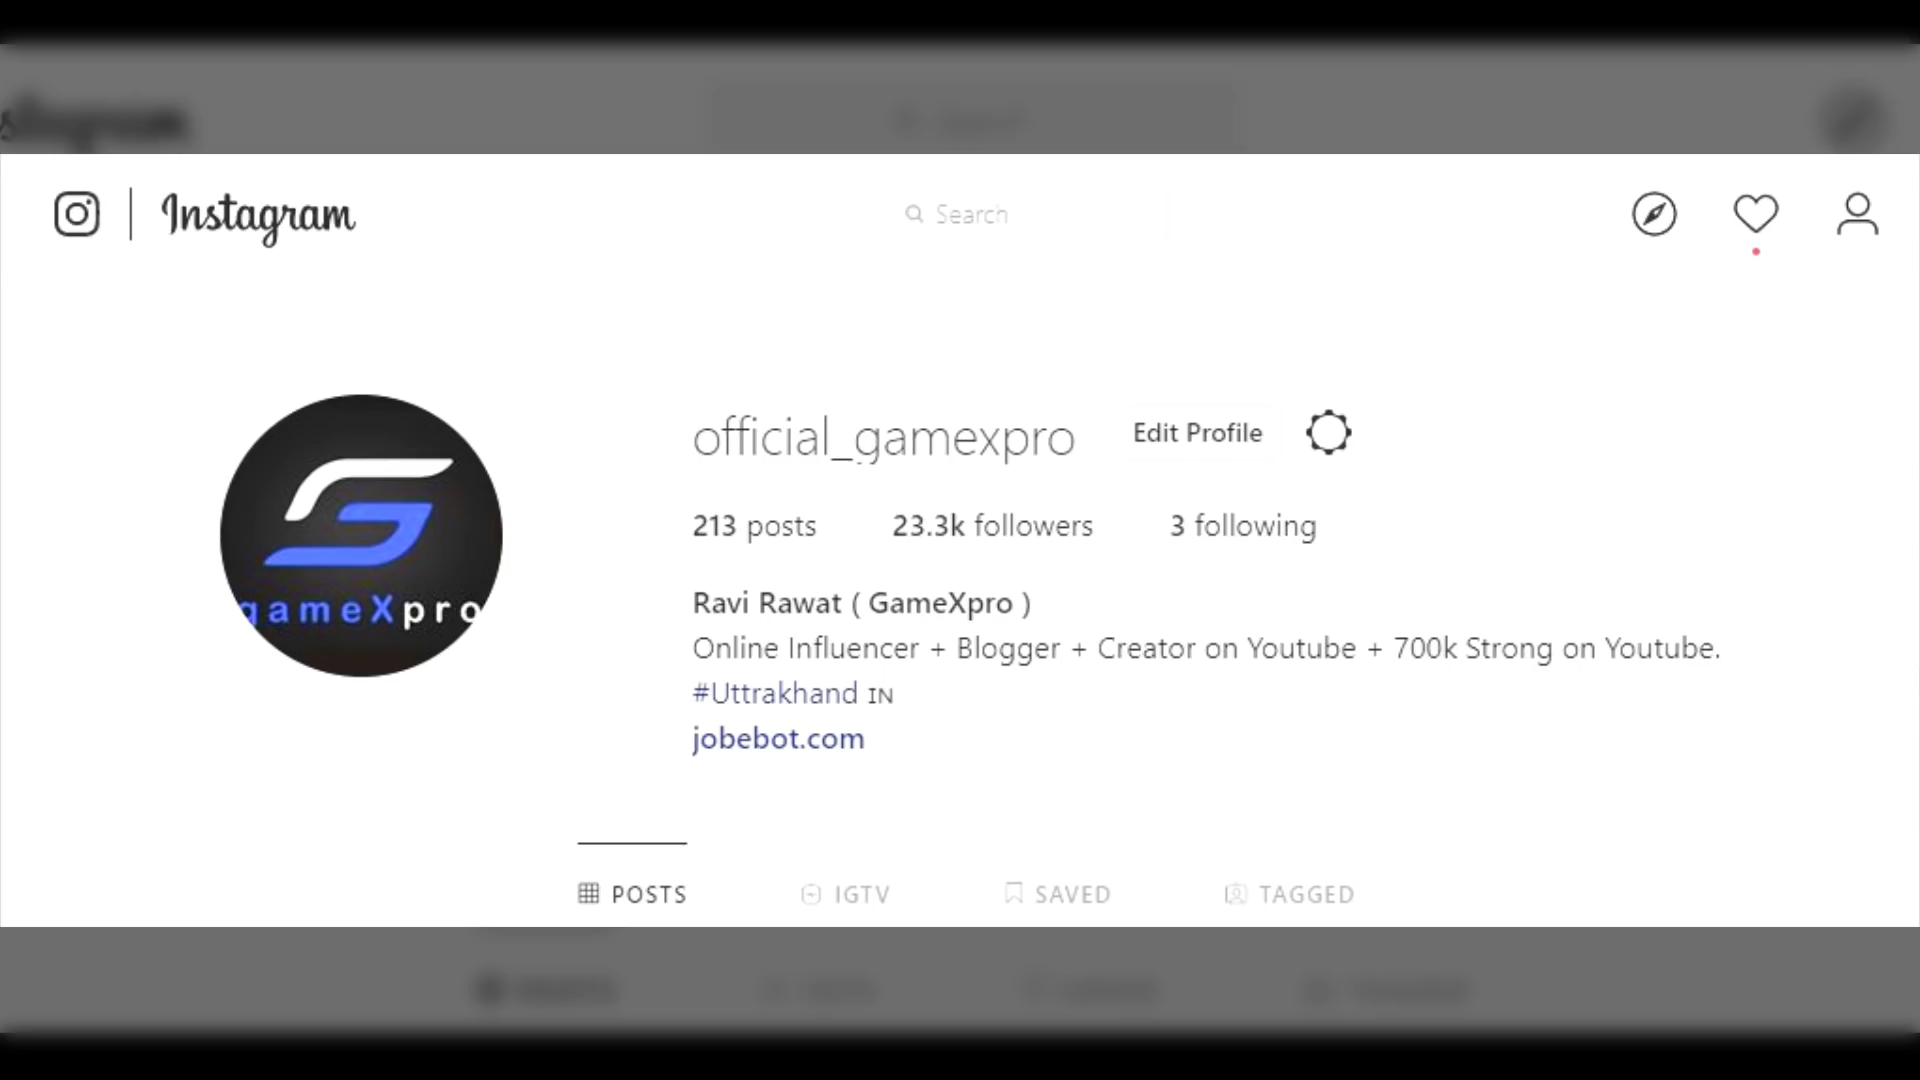 Instagram
Search
official_gamexpro Edit Profile
213 posts 23.3k followers 3 following
gameXpro
Ravi Rawat ( GameXpro )
Online Influencer + Blogger + Creator on Youtube + 700k Strong on Youtube.
#Uttrakhand IN
jobebot.com
POSTS IGTV SAVED TAGGED